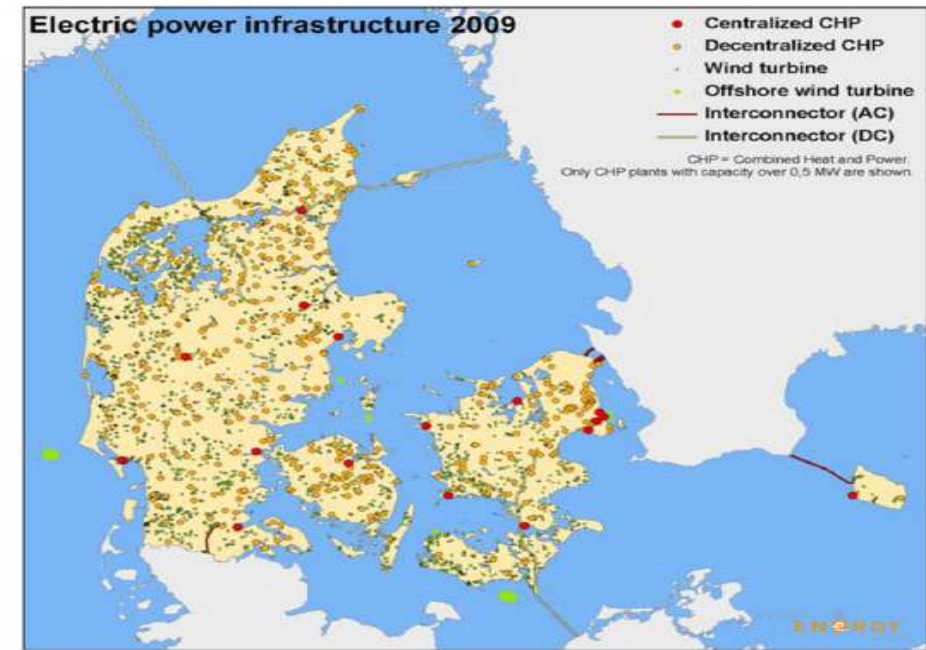 Electric power infrastructure 2009
Centralized CHP
Decentralized CHP
Wind turbine
Offshore wind turbine
Interconnector (AC)
Interconnector (DC)
CHP = Combined Heat and Power.
Only CHP plants with capacity over 0,5 MW are shown.
ENERGY